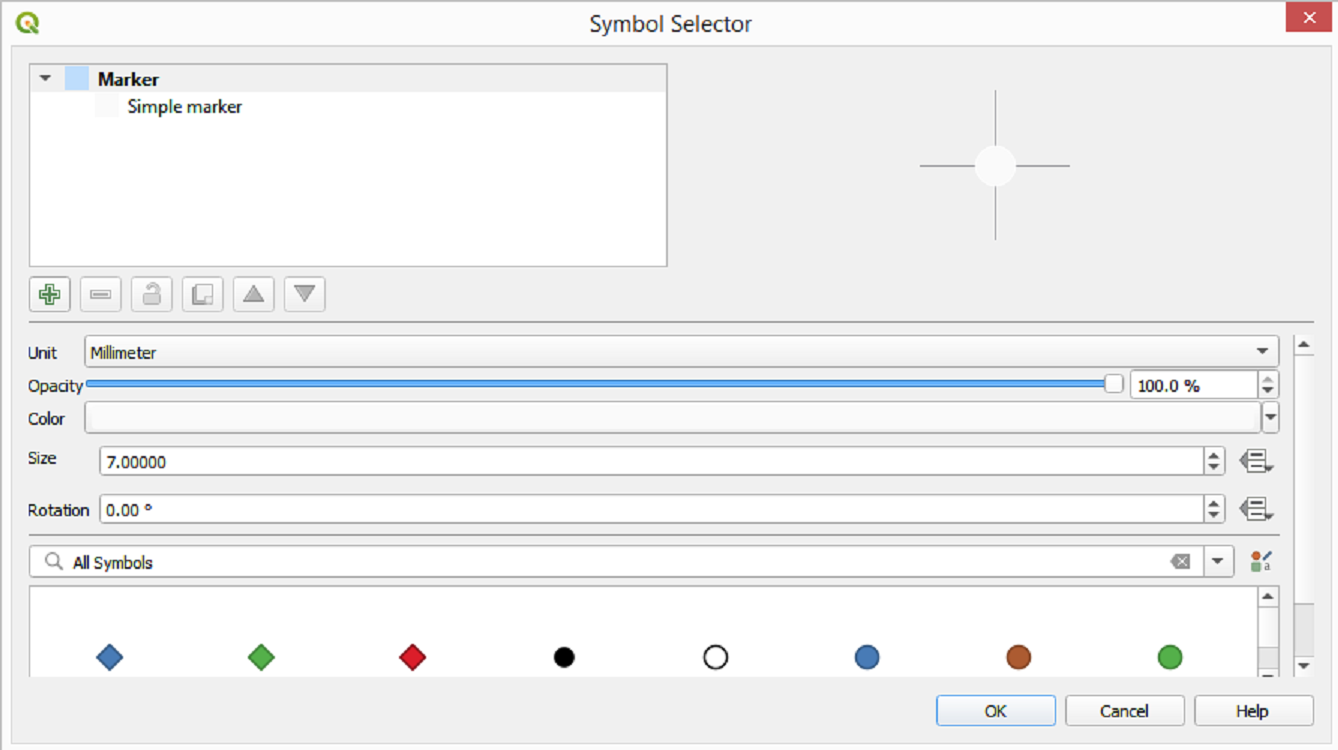 Symbol Selector
Marker
Simple marker
Unit Millimeter
Opacity 100.0 %
Color
Size 7.00000
Rotation 0.00 °
All Symbols
OK Cancel Help